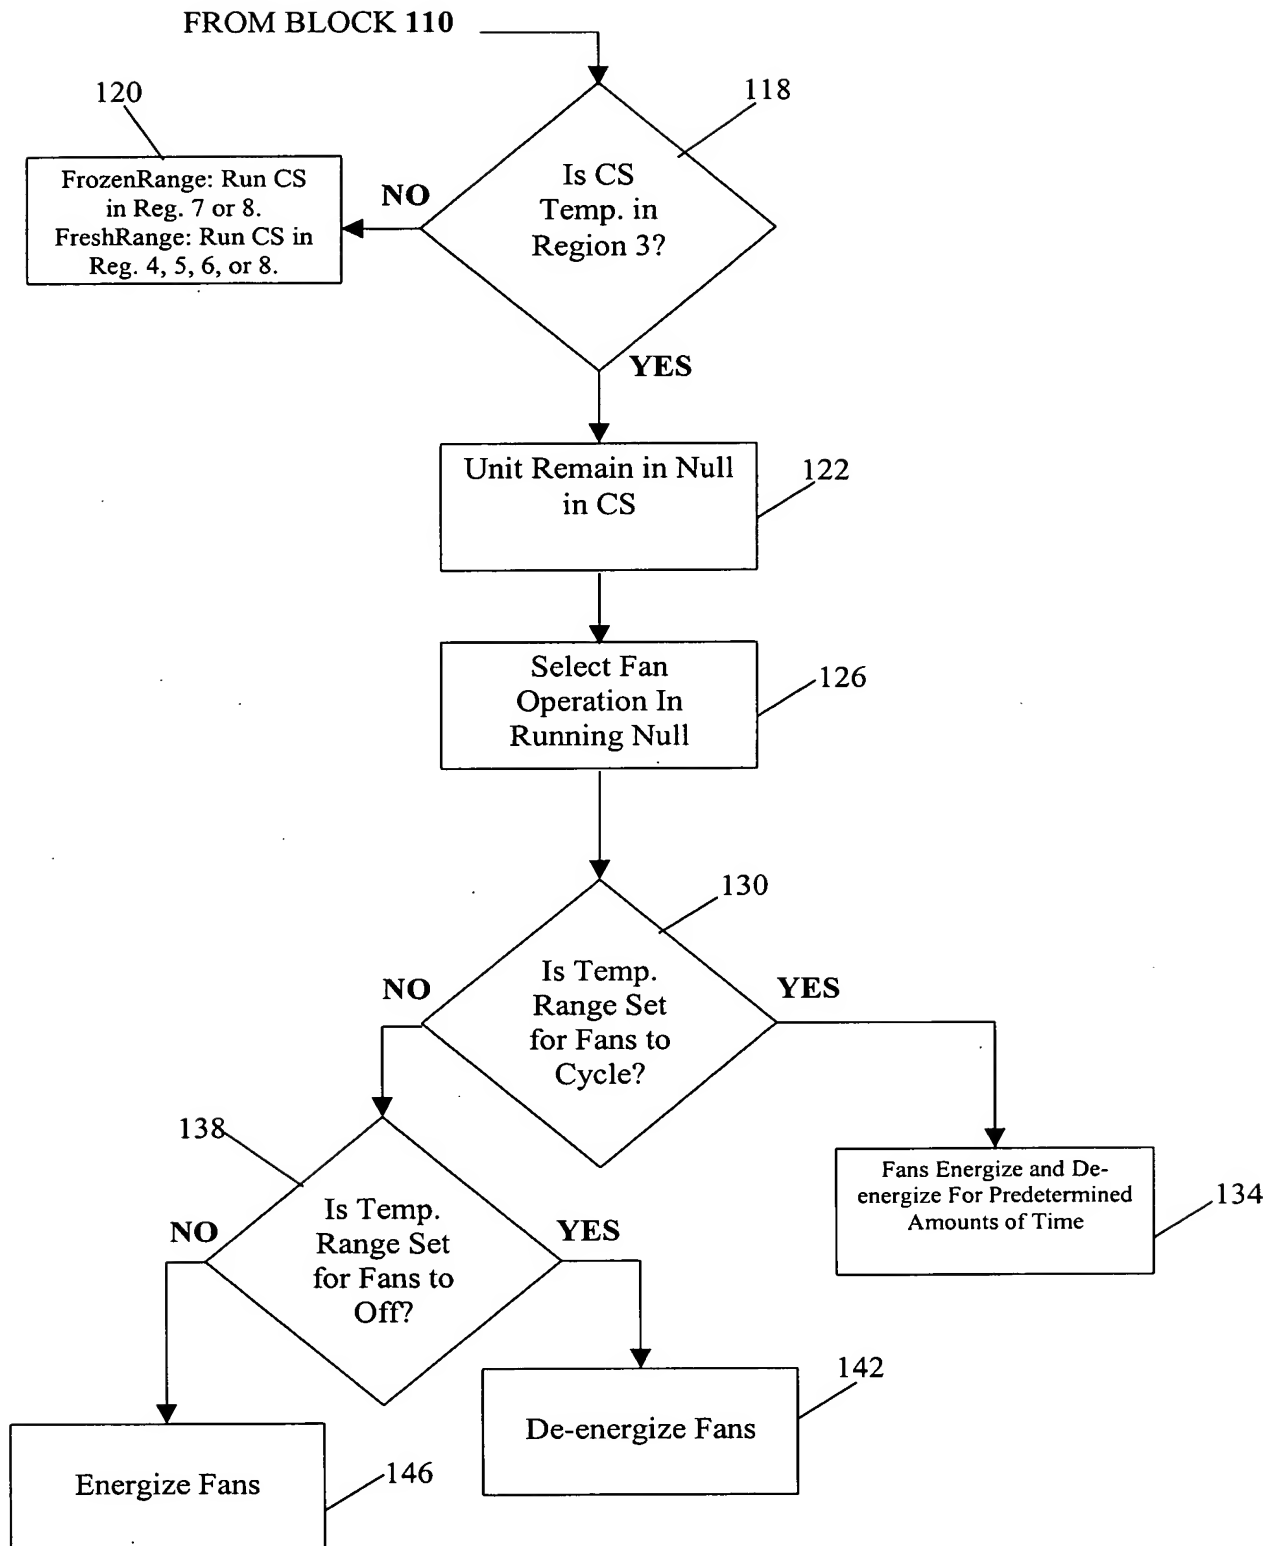 FROM BLOCK 110
120
118
FrozenRange: Run CS
in Reg. 7 or 8.
FreshRange: Run CS in
Reg. 4, 5, 6, or 8.
NO
Is CS
Temp. in
Region 3?
YES
Unit Remain in Null
in CS
122
Select Fan
Operation In
Running Null
126
130
NO
Is Temp.
Range Set
for Fans to
Cycle?
YES
138
Fans Energize and De-
energize For Predetermined
Amounts of Time
134
NO
Is Temp.
Range Set
for Fans to
Off?
YES
142
De-energize Fans
Energize Fans
146